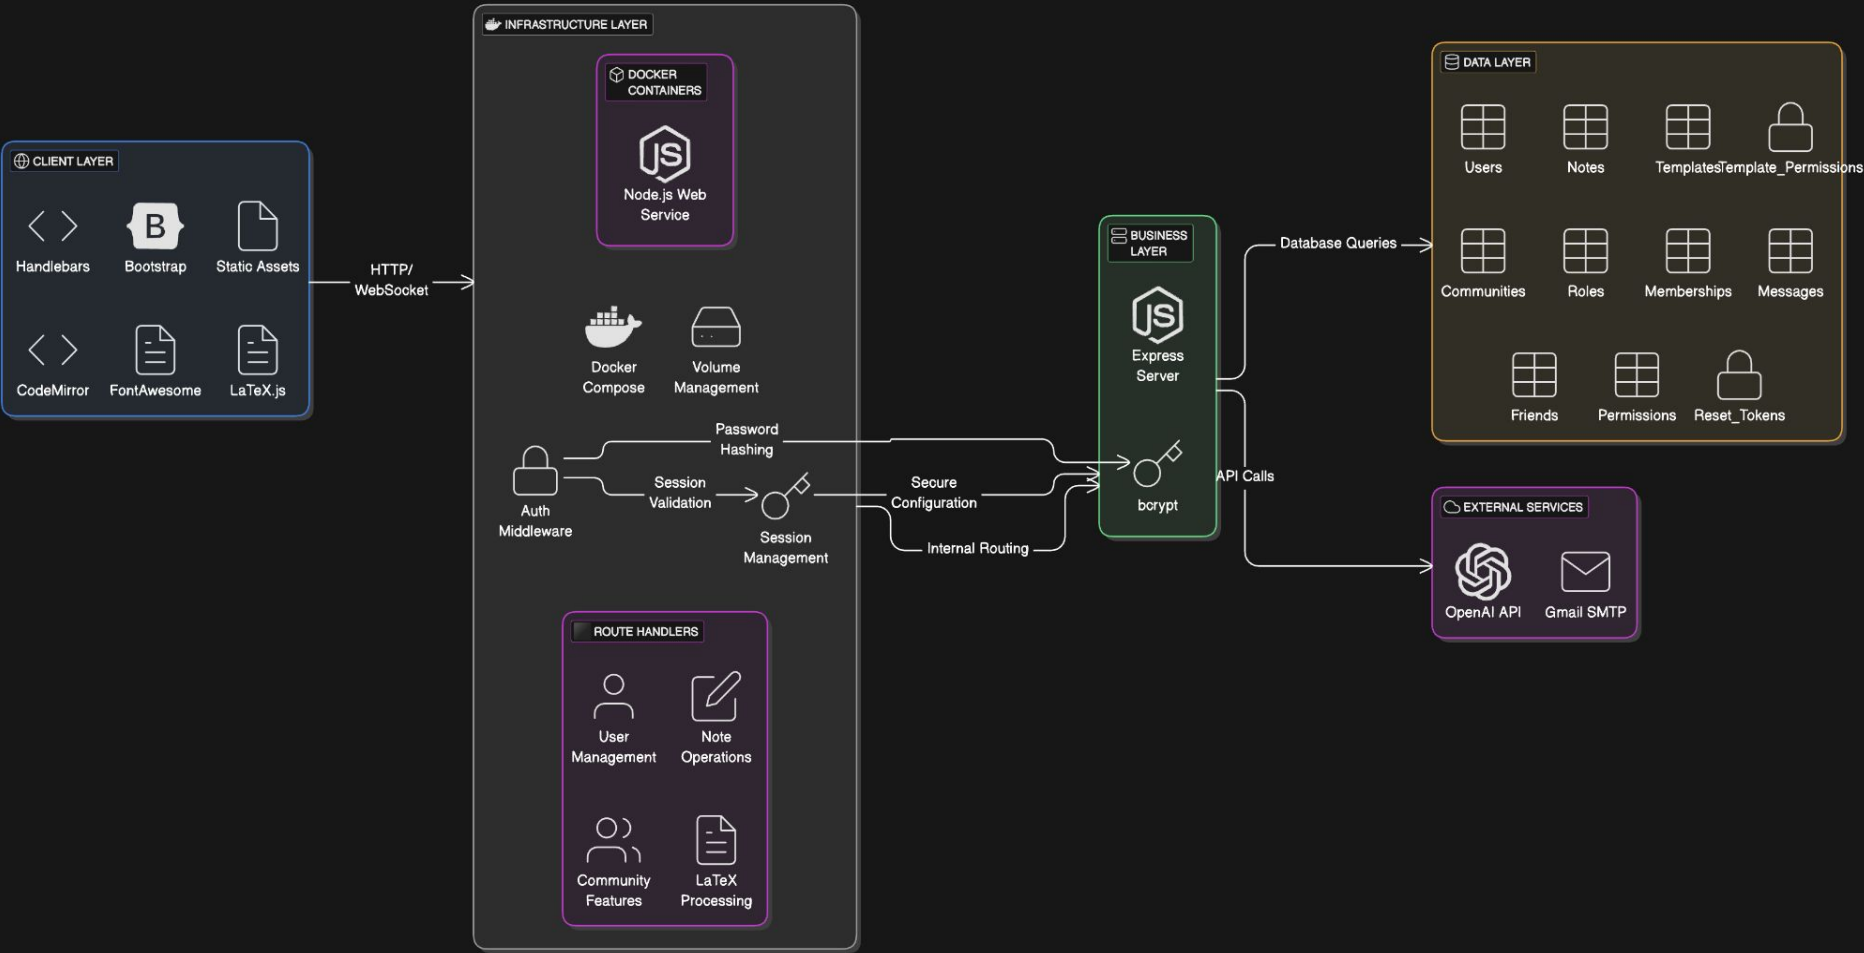 INFRASTRUCTURE LAYER
DOCKER
CONTAINERS
Node.js Web
Service
CLIENT LAYER
Handlebars
Bootstrap
Static Assets
CodeMirror
FontAwesome
LaTeX.js
HTTP/
WebSocket
Docker
Compose
Volume
Management
Password
Hashing
Auth
Middleware
Session
Validation
Session
Management
Secure
Configuration
Internal Routing
ROUTE HANDLERS
User
Management
Note
Operations
Community
Features
LaTeX
Processing
BUSINESS
LAYER
Express
Server
bcrypt
Database Queries
API Calls
DATA LAYER
Users
Notes
Templates
Template_Permissions
Communities
Roles
Memberships
Messages
Friends
Permissions
Reset_Tokens
EXTERNAL SERVICES
OpenAI API
Gmail SMTP